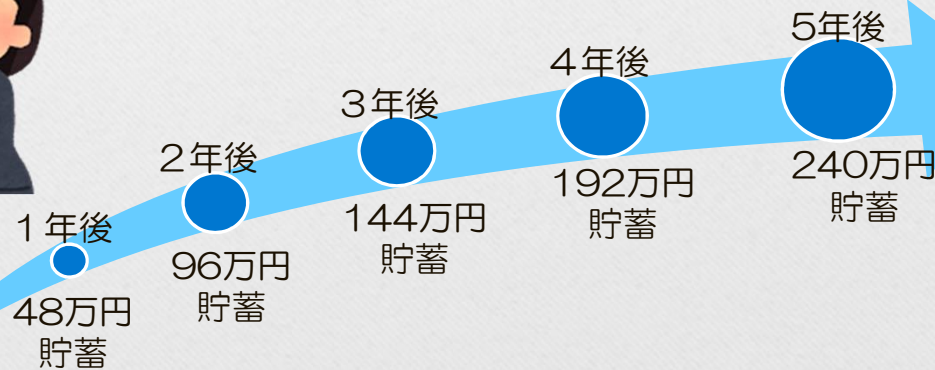 １年後
48万円
貯蓄
２年後
96万円
貯蓄
３年後
144万円
貯蓄
４年後
192万円
貯蓄
5年後
240万円
貯蓄